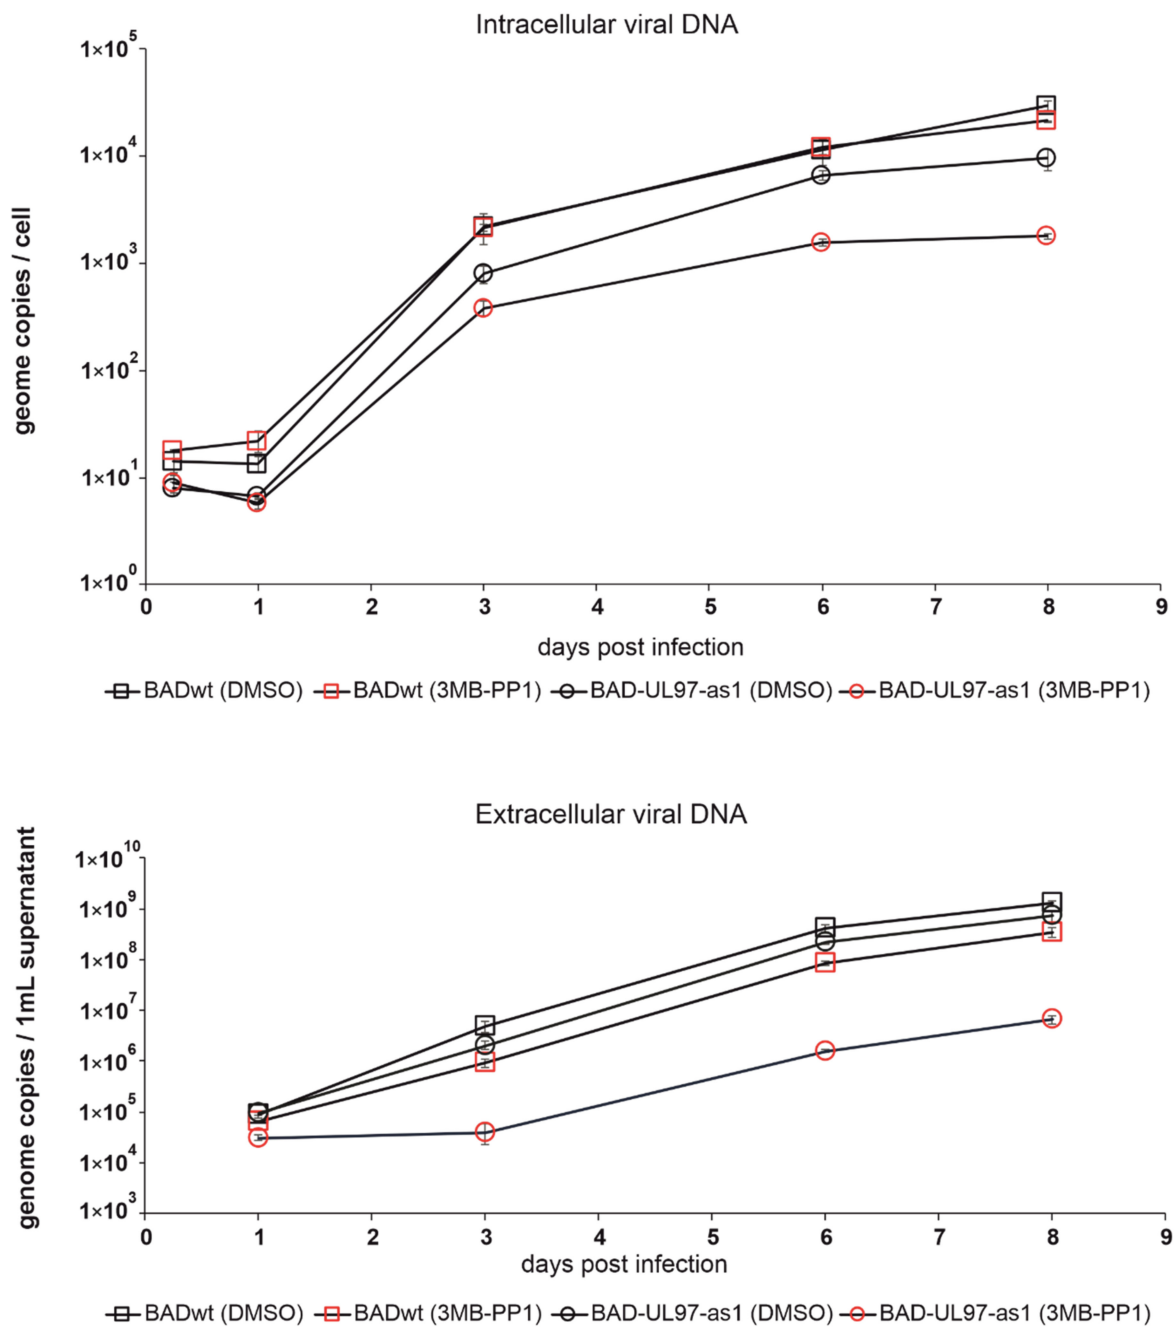 Intracellular viral DNA
1×10^5
1×10^4
1×10^3
1×10^2
1×10^1
1×10^0
geome copies / cell
0 1 2 3 4 5 6 7 8 9
days post infection
BADwt (DMSO) BADwt (3MB-PP1) BAD-UL97-as1 (DMSO) BAD-UL97-as1 (3MB-PP1)
Extracellular viral DNA
1×10^10
1×10^9
1×10^8
1×10^7
1×10^6
1×10^5
1×10^4
1×10^3
genome copies / 1mL supernatant
0 1 2 3 4 5 6 7 8 9
days post infection
BADwt (DMSO) BADwt (3MB-PP1) BAD-UL97-as1 (DMSO) BAD-UL97-as1 (3MB-PP1)